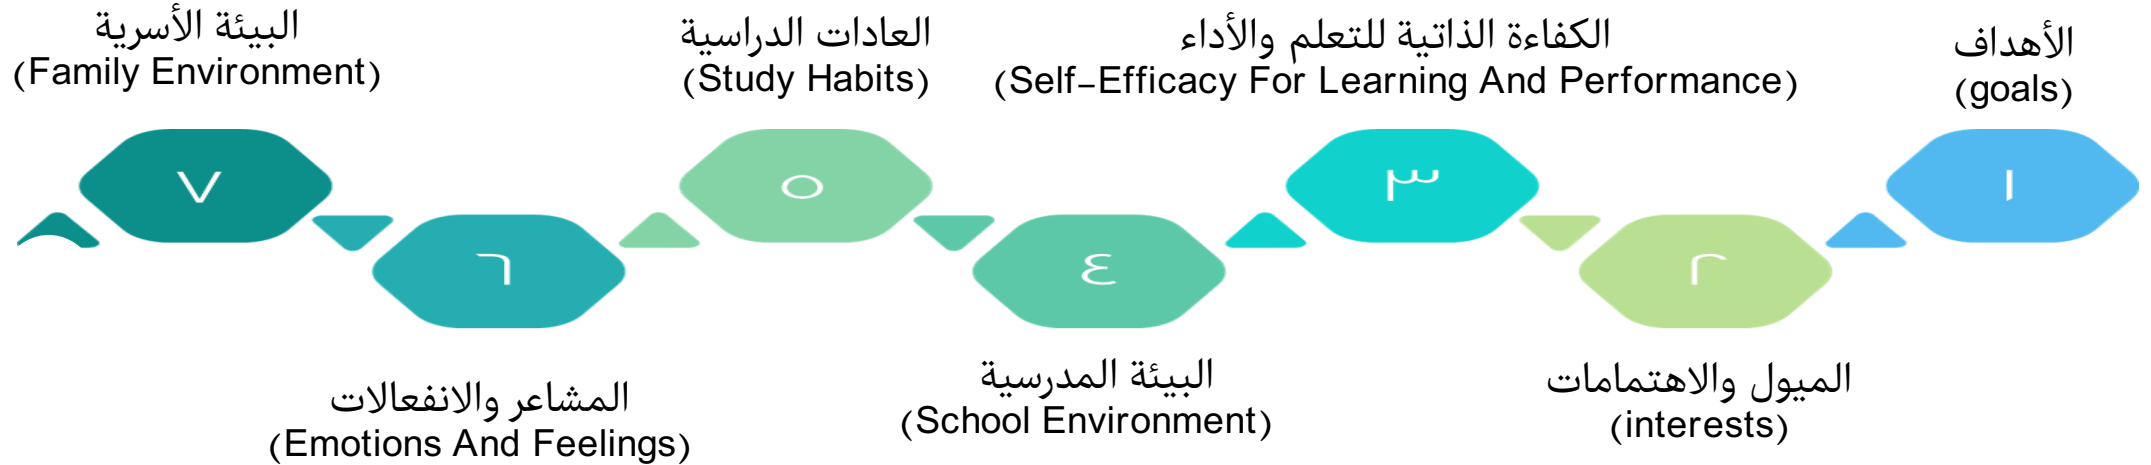 الأهداف
(goals)
١
الميول والاهتمامات
(interests)
٢
الكفاءة الذاتية للتعلم والأداء
(Self-Efficacy For Learning And Performance)
٣
البيئة المدرسية
(School Environment)
٤
العادات الدراسية
(Study Habits)
٥
المشاعر والانفعالات
(Emotions And Feelings)
٦
البيئة الأسرية
(Family Environment)
٧